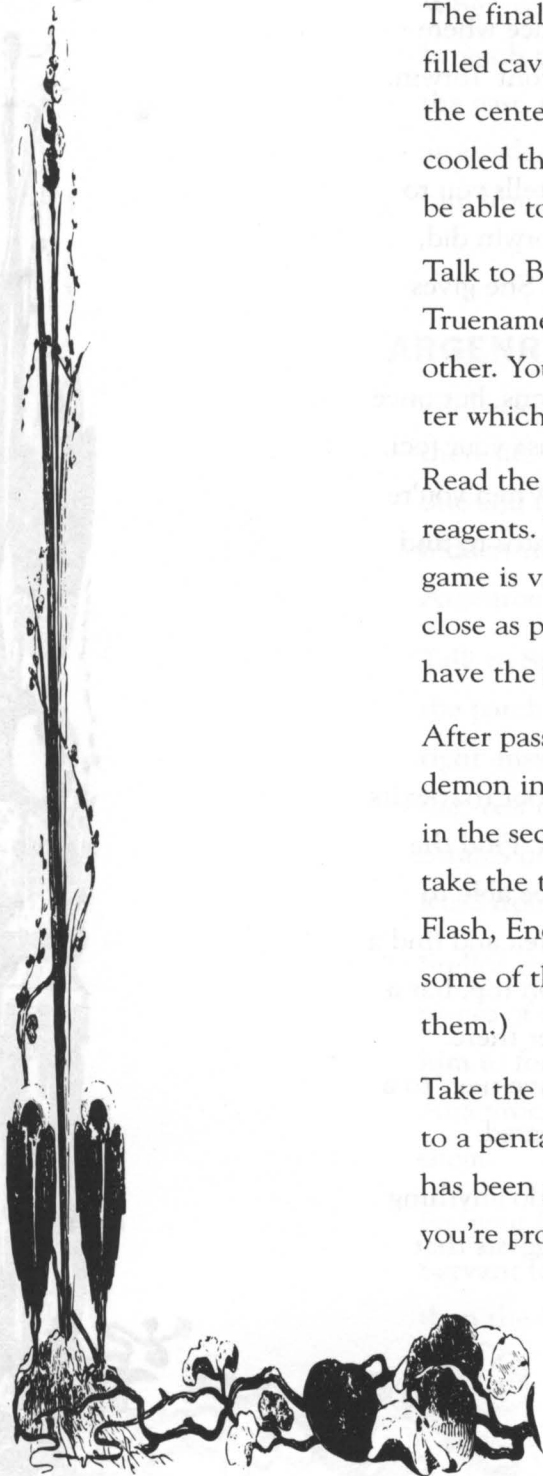 The final
filled cav
the cente
cooled th
be able to
Talk to B
Truename
other. You
ter which
Read the
reagents.
game is v
close as p
have the
After pass
demon in
in the sec
take the t
Flash, En
some of th
them.)
Take the
to a penta
has been
you're pro